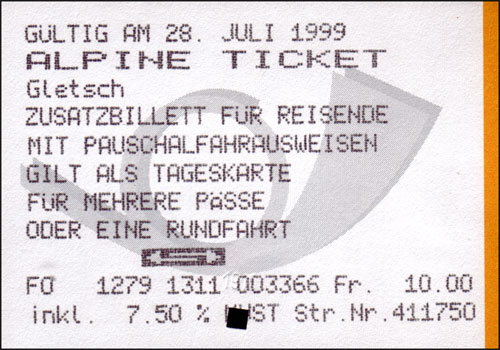 GÜLTIG AM 28. JULI 1999
ALPINE TICKET
Gletsch
ZUSATZBILLETT FÜR REISENDE
MIT PAUSCHALFAHRAUSWEISEN
GILT ALS TAGESKARTE
FÜR MEHRERE PÄSSE
ODER EINE RUNDFAHRT
FO 1279 1311 003366 Fr. 10.00
inkl. 7.50 % MWST Str.Nr.411750